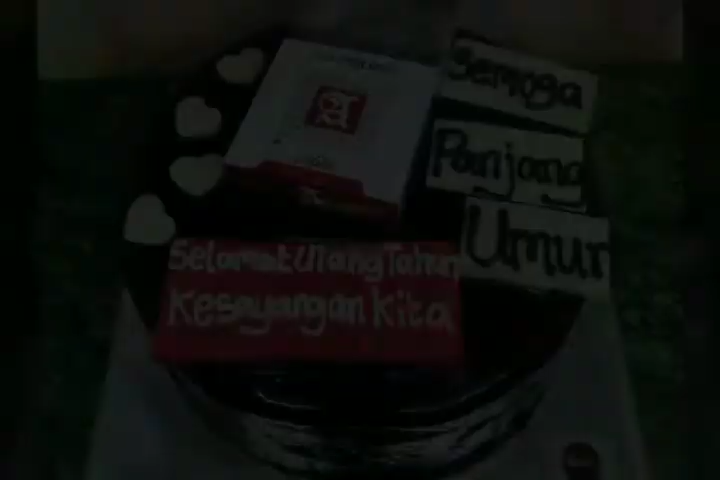 Semoga
Panjang
Umur
Selamat Ulang Tahun
Kesayangan Kita